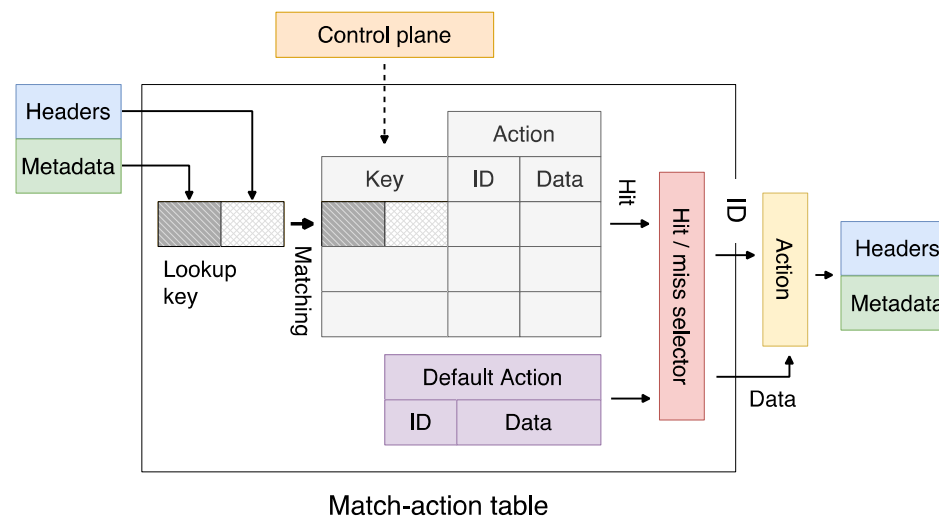 Control plane
Headers
Metadata
Lookup
key
Matching
Action
Key
ID
Data
Hit
Default Action
ID
Data
Hit / miss selector
ID
Data
Action
Headers
Metadata
Match-action table